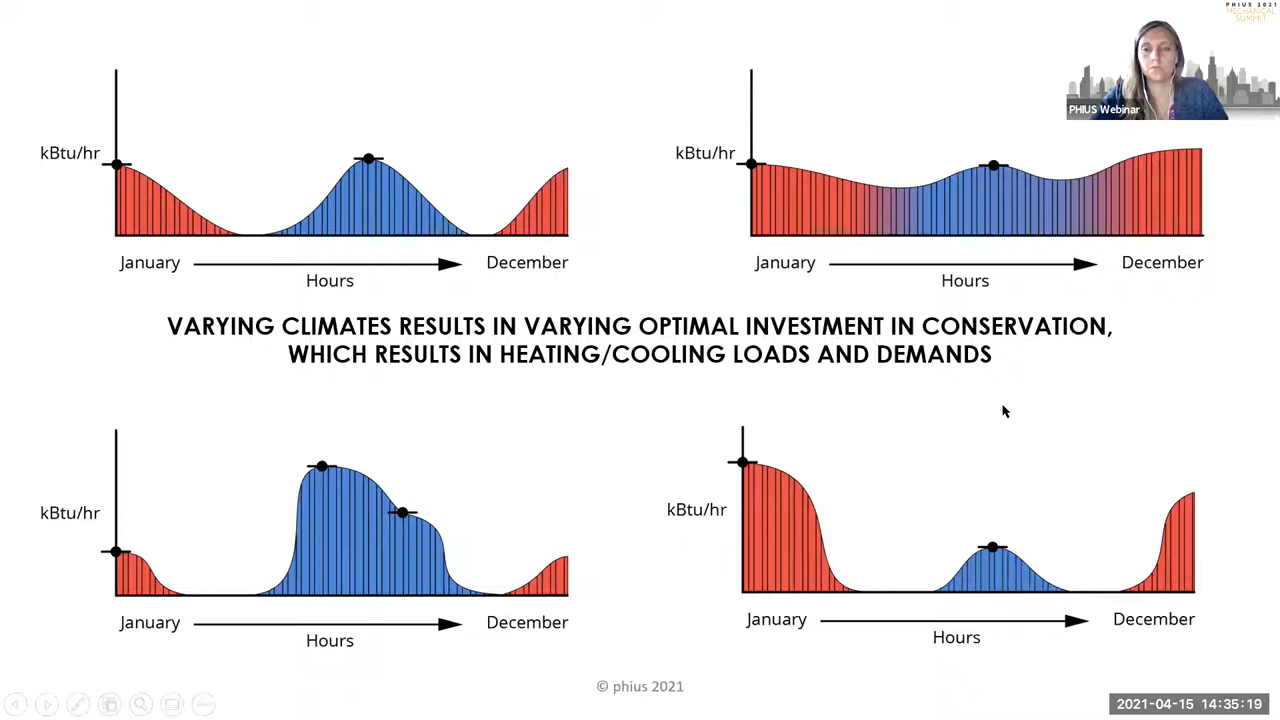 PHIUS 2021
MECHANICAL
SUMMIT
PHIUS Webinar
kBtu/hr
January
Hours
December
kBtu/hr
January
Hours
December
VARYING CLIMATES RESULTS IN VARYING OPTIMAL INVESTMENT IN CONSERVATION,
WHICH RESULTS IN HEATING/COOLING LOADS AND DEMANDS
kBtu/hr
January
Hours
December
kBtu/hr
January
Hours
December
© phius 2021
2021-04-15 14:35:19